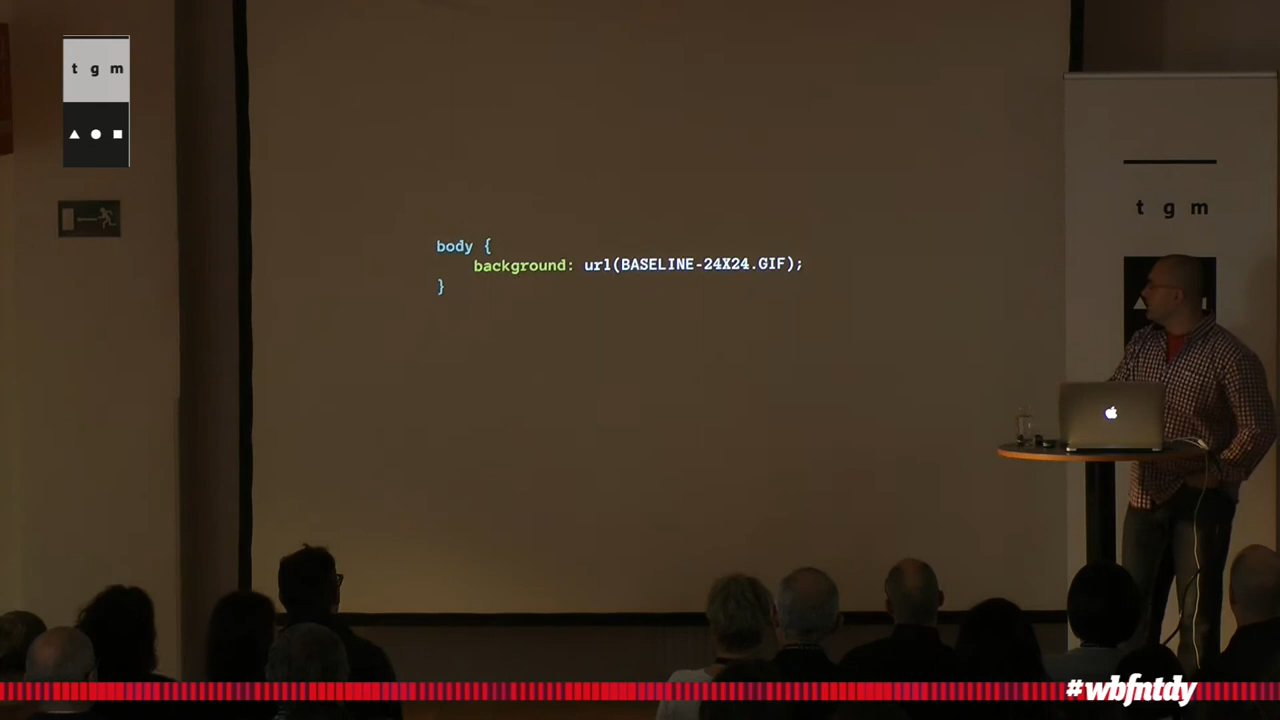 t g m
body {
background: url(BASELINE-24X24.GIF);
}
t g m
#wbfntdy